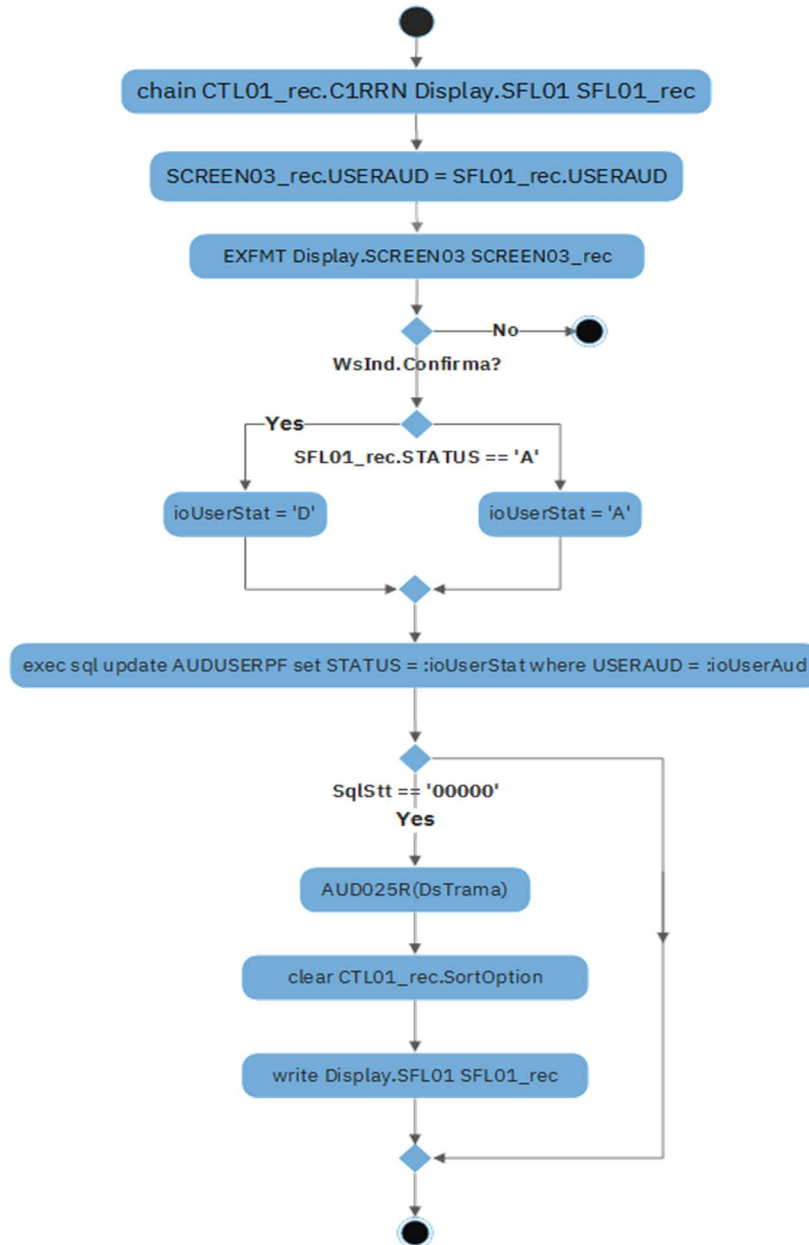 chain CTL01_rec.C1RRN Display.SFL01 SFL01_rec
SCREEN03_rec.USERAUD = SFL01_rec.USERAUD
EXFMT Display.SCREEN03 SCREEN03_rec
No
WsInd.Confirma?
Yes
SFL01_rec.STATUS == 'A'
ioUserStat = 'D'
ioUserStat = 'A'
exec sql update AUDUSERPF set STATUS = :ioUserStat where USERAUD = :ioUserAud
SqlStt == '00000'
Yes
AUD025R(DsTrama)
clear CTL01_rec.SortOption
write Display.SFL01 SFL01_rec